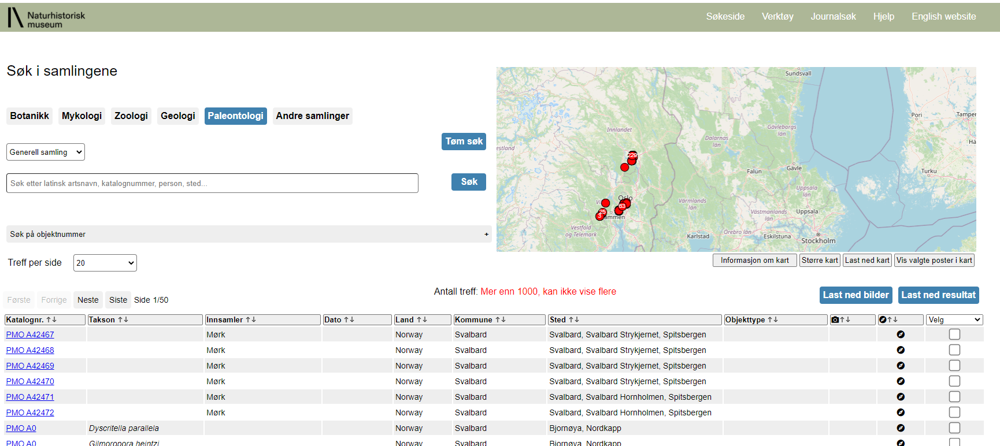 Naturhistorisk
museum
Søkeside Verktøy Journalsøk Hjelp English website
Søk i samlingene
Botanikk Mykologi Zoologi Geologi Paleontologi Andre samlinger
Tøm søk
Generell samling
Søk etter latinsk artsnavn, katalognummer, person, sted...
Søk
Søk på objektnummer +
Treff per side 20
Sundsvall
Pori
Tamper
Innlandet
Gävleborgs
län
Dalarnas
län
Hä
estland
229
Falun
Gävle
Turku
Oslo
63
25
3
ammen
Värmlands
län
Uppsala
län
Västmanlands
län
Uppsala
Vestfold
og Telemark
Karlstad
Örebro län
Eskilstuna
Stockholm
Informasjon om kart Større kart Last ned kart Vis valgte poster i kart
Antall treff: Mer enn 1000, kan ikke vise flere
Last ned bilder Last ned resultat
Første Forrige Neste Siste Side 1/50
Katalognr. ↑↓ Takson ↑↓ Innsamler ↑↓ Dato ↑↓ Land ↑↓ Kommune ↑↓ Sted ↑↓ Objekttype ↑↓ ↑↓ ↑↓ Velg
PMO A42467 Mørk Norway Svalbard Svalbard, Svalbard Strykjernet, Spitsbergen
PMO A42468 Mørk Norway Svalbard Svalbard, Svalbard Strykjernet, Spitsbergen
PMO A42469 Mørk Norway Svalbard Svalbard, Svalbard Strykjernet, Spitsbergen
PMO A42470 Mørk Norway Svalbard Svalbard, Svalbard Strykjernet, Spitsbergen
PMO A42471 Mørk Norway Svalbard Svalbard, Svalbard Hornholmen, Spitsbergen
PMO A42472 Mørk Norway Svalbard Svalbard, Svalbard Hornholmen, Spitsbergen
PMO A0 Dyscritella parallela Norway Svalbard Bjornøya, Nordkapp
PMO A0 Gilmoropora heintzi Norway Svalbard Bjornøya, Nordkapp